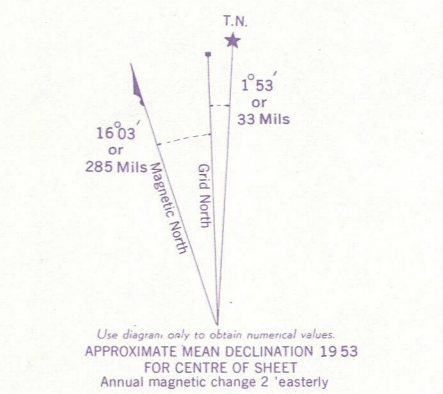 T.N.
1°53′
or
33 Mils
16°03′
or
285 Mils
Magnetic North
Grid North
Use diagram only to obtain numerical values.
APPROXIMATE MEAN DECLINATION 1953
FOR CENTRE OF SHEET
Annual magnetic change 2 'easterly